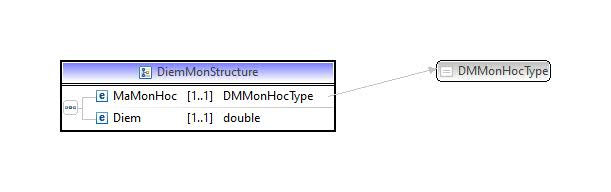 DiemMonStructure
DMMonHocType
MaMonHoc [1..1] DMMonHocType
Diem [1..1] double